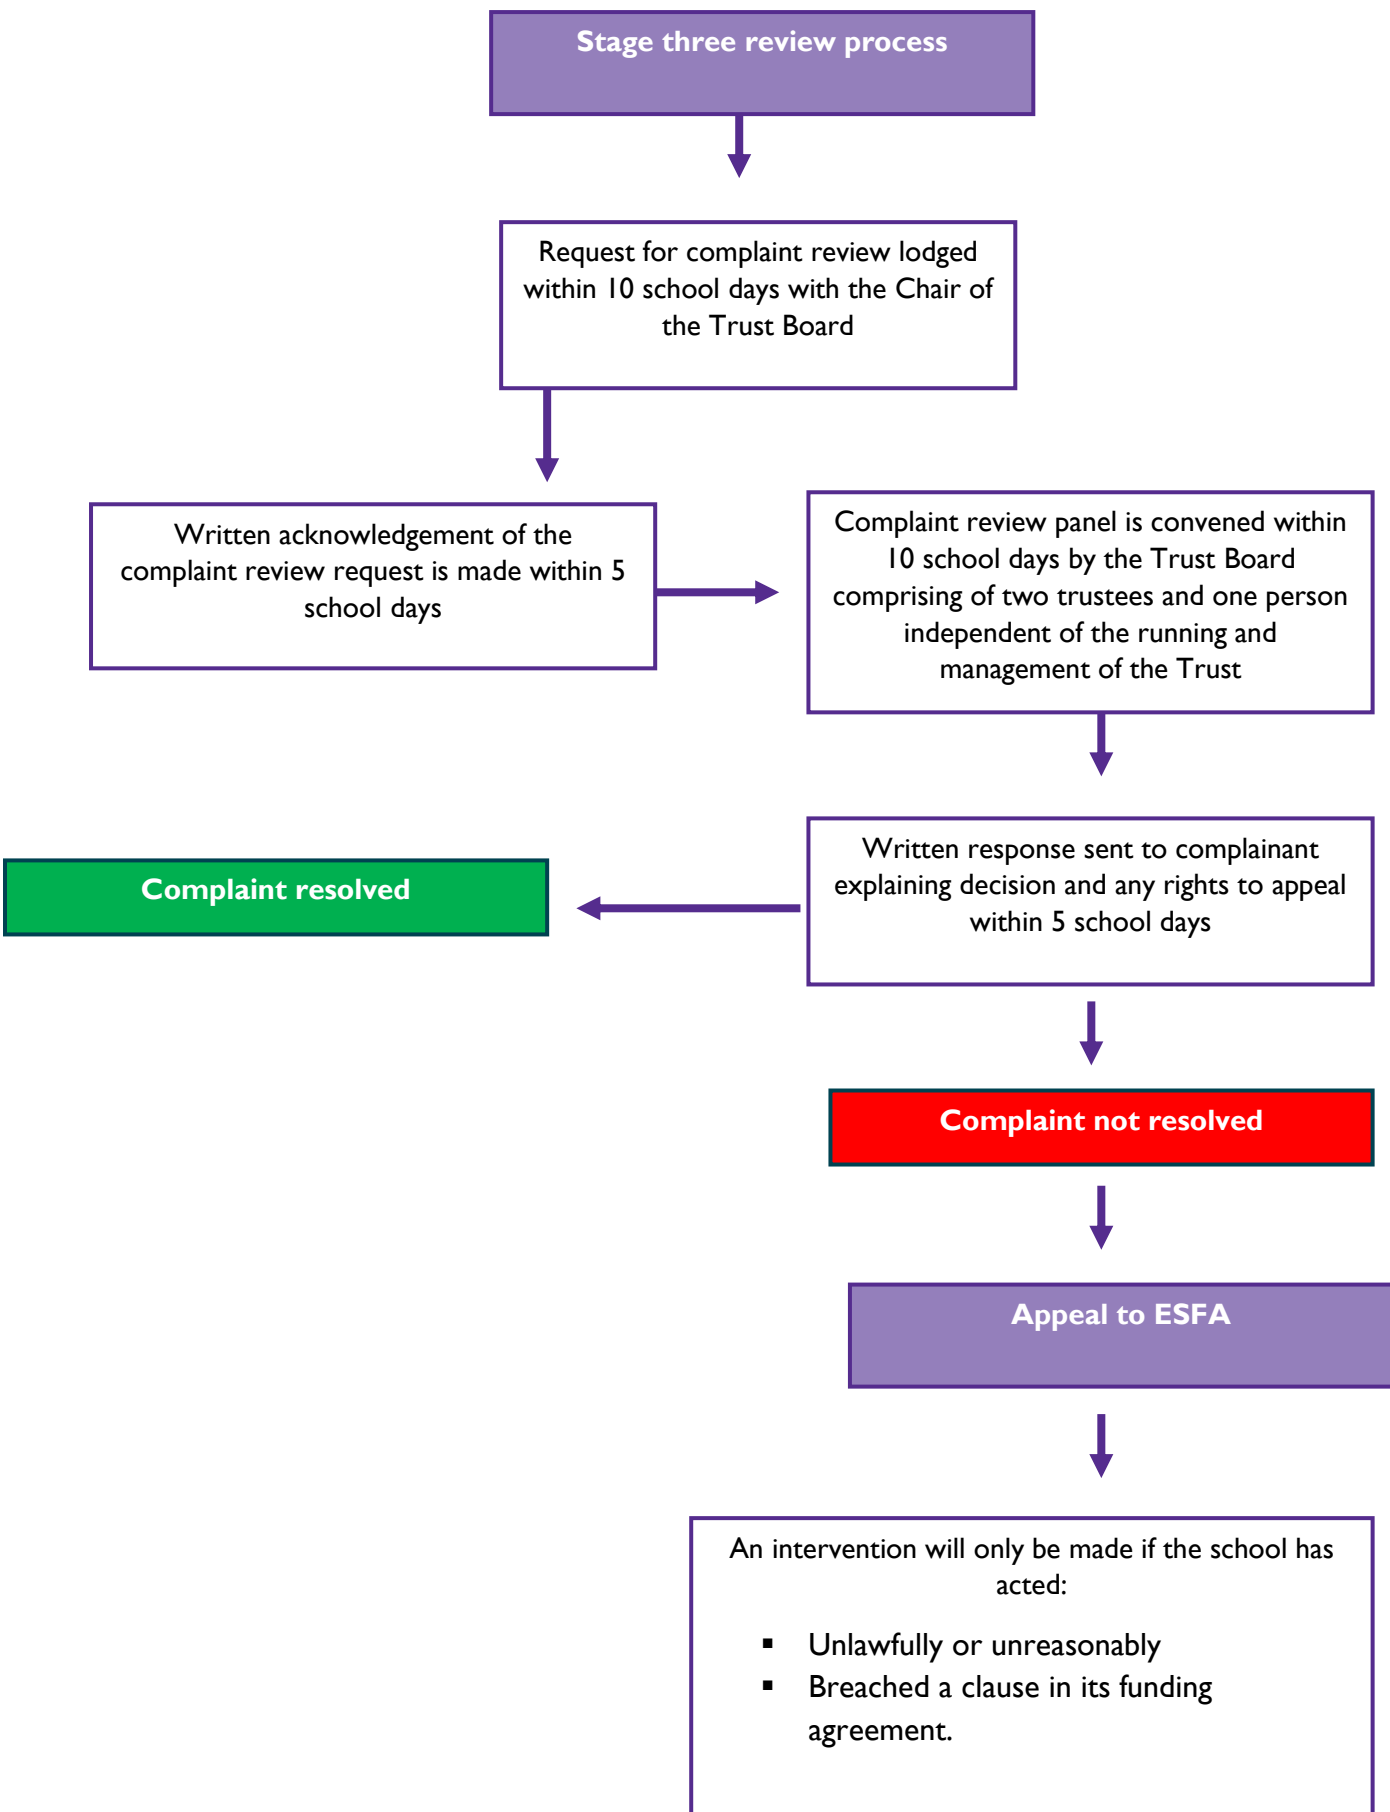 Stage three review process
Request for complaint review lodged
within 10 school days with the Chair of
the Trust Board
Written acknowledgement of the
complaint review request is made within 5
school days
Complaint review panel is convened within
10 school days by the Trust Board
comprising of two trustees and one person
independent of the running and
management of the Trust
Written response sent to complainant
explaining decision and any rights to appeal
within 5 school days
Complaint resolved
Complaint not resolved
Appeal to ESFA
An intervention will only be made if the school has
acted:
▪ Unlawfully or unreasonably
▪ Breached a clause in its funding
agreement.